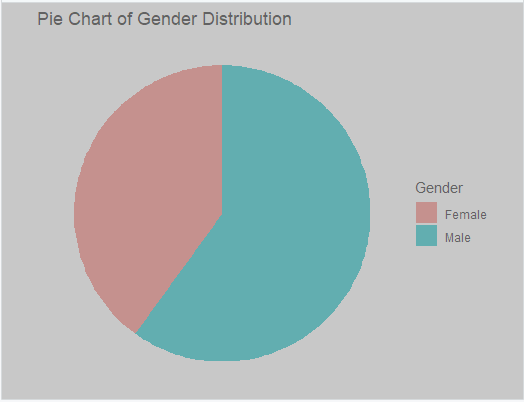 Pie Chart of Gender Distribution
Gender
Female
Male